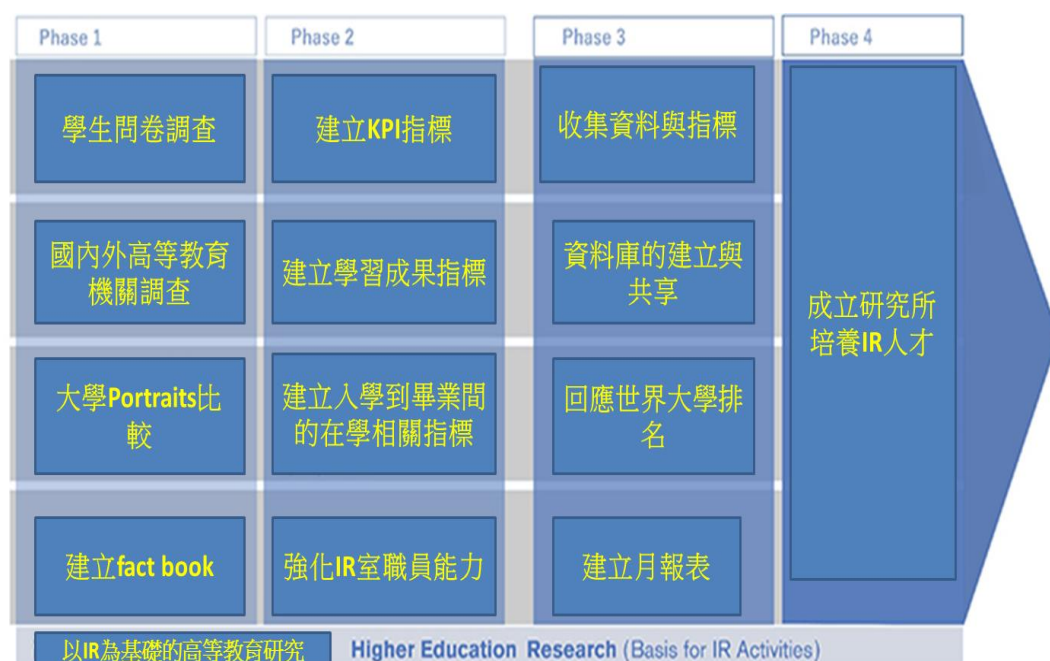 Phase 1
Phase 2
Phase 3
Phase 4
學生問卷調查
建立KPI指標
收集資料與指標
國內外高等教育
機關調查
建立學習成果指標
資料庫的建立與
共享
成立研究所
培養IR人才
大學Portraits比
較
建立入學到畢業間
的在學相關指標
回應世界大學排
名
建立fact book
強化IR室職員能力
建立月報表
以IR為基礎的高等教育研究
Higher Education Research (Basis for IR Activities)